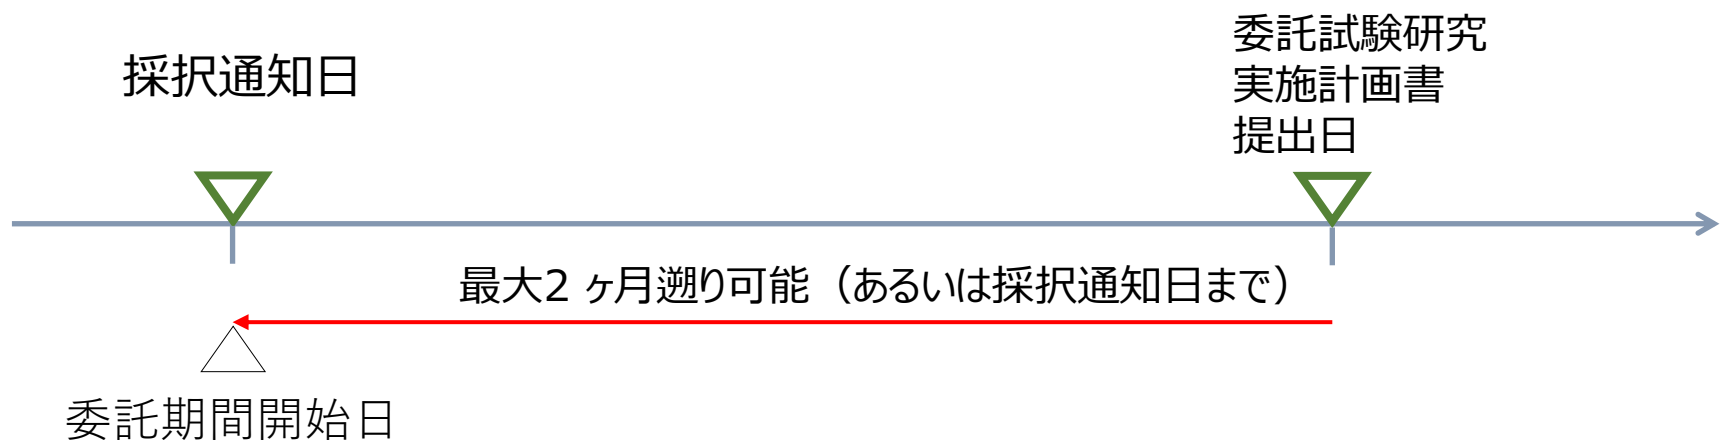 採択通知日
委託試験研究
実施計画書
提出日
最大2ヶ月遡り可能（あるいは採択通知日まで）
委託期間開始日